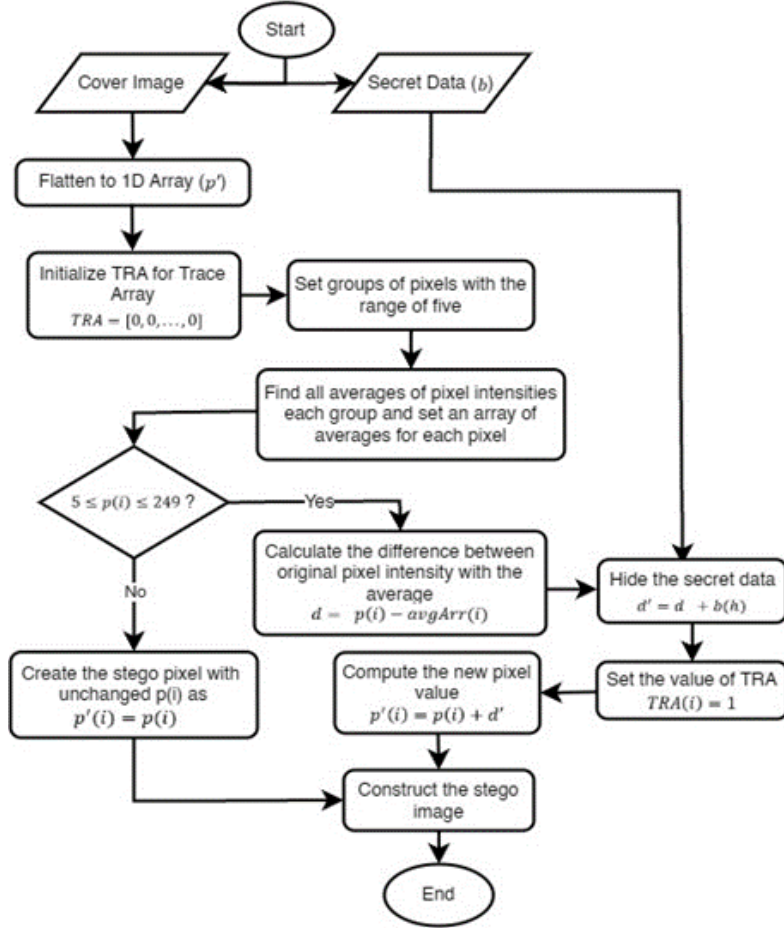 Start
Cover Image
Secret Data (b)
Flatten to 1D Array (p')
Initialize TRA for Trace
Array
TRA = [0, 0, ..., 0]
Set groups of pixels with the
range of five
Find all averages of pixel intensities
each group and set an array of
averages for each pixel
5 ≤ p(i) ≤ 249 ?
Yes
Calculate the difference between
original pixel intensity with the
average
d = p(i) − avgArr(i)
Hide the secret data
d' = d + b(h)
No
Create the stego pixel with
unchanged p(i) as
p'(i) = p(i)
Compute the new pixel
value
p'(i) = p(i) + d'
Set the value of TRA
TRA(i) = 1
Construct the stego
image
End